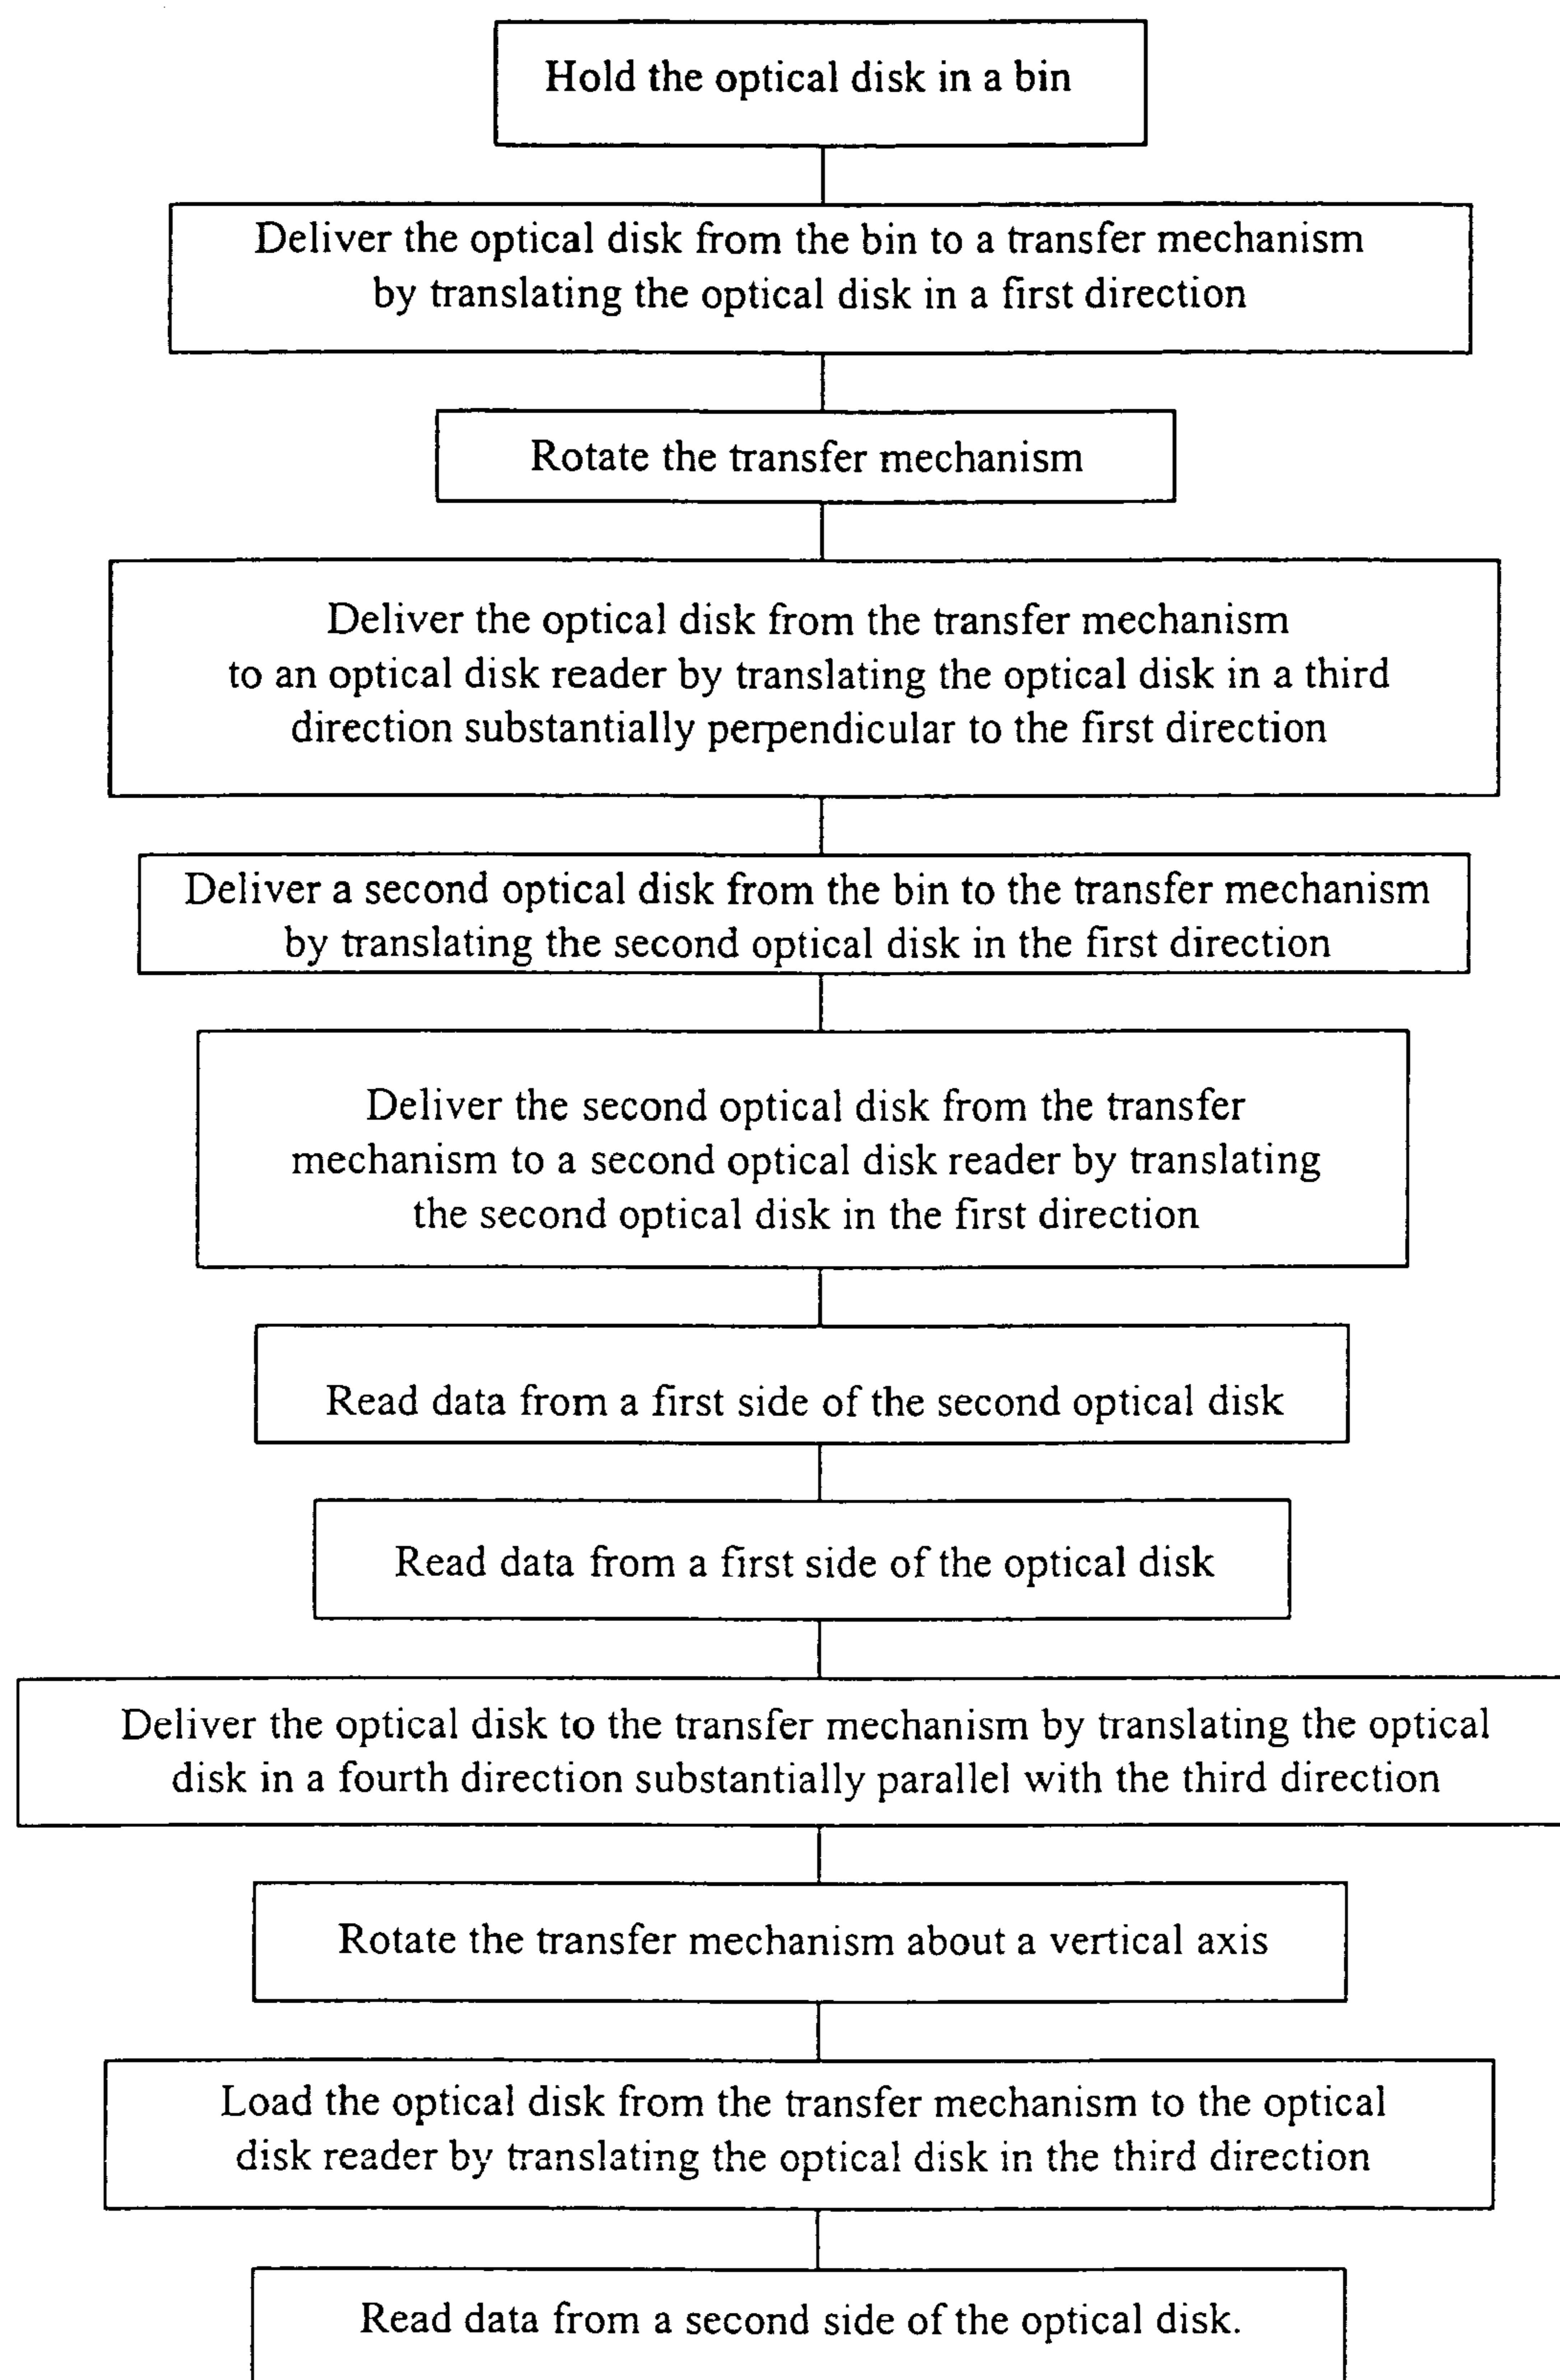 Hold the optical disk in a bin
Deliver the optical disk from the bin to a transfer mechanism
by translating the optical disk in a first direction
Rotate the transfer mechanism
Deliver the optical disk from the transfer mechanism
to an optical disk reader by translating the optical disk in a third
direction substantially perpendicular to the first direction
Deliver a second optical disk from the bin to the transfer mechanism
by translating the second optical disk in the first direction
Deliver the second optical disk from the transfer
mechanism to a second optical disk reader by translating
the second optical disk in the first direction
Read data from a first side of the second optical disk
Read data from a first side of the optical disk
Deliver the optical disk to the transfer mechanism by translating the optical
disk in a fourth direction substantially parallel with the third direction
Rotate the transfer mechanism about a vertical axis
Load the optical disk from the transfer mechanism to the optical
disk reader by translating the optical disk in the third direction
Read data from a second side of the optical disk.